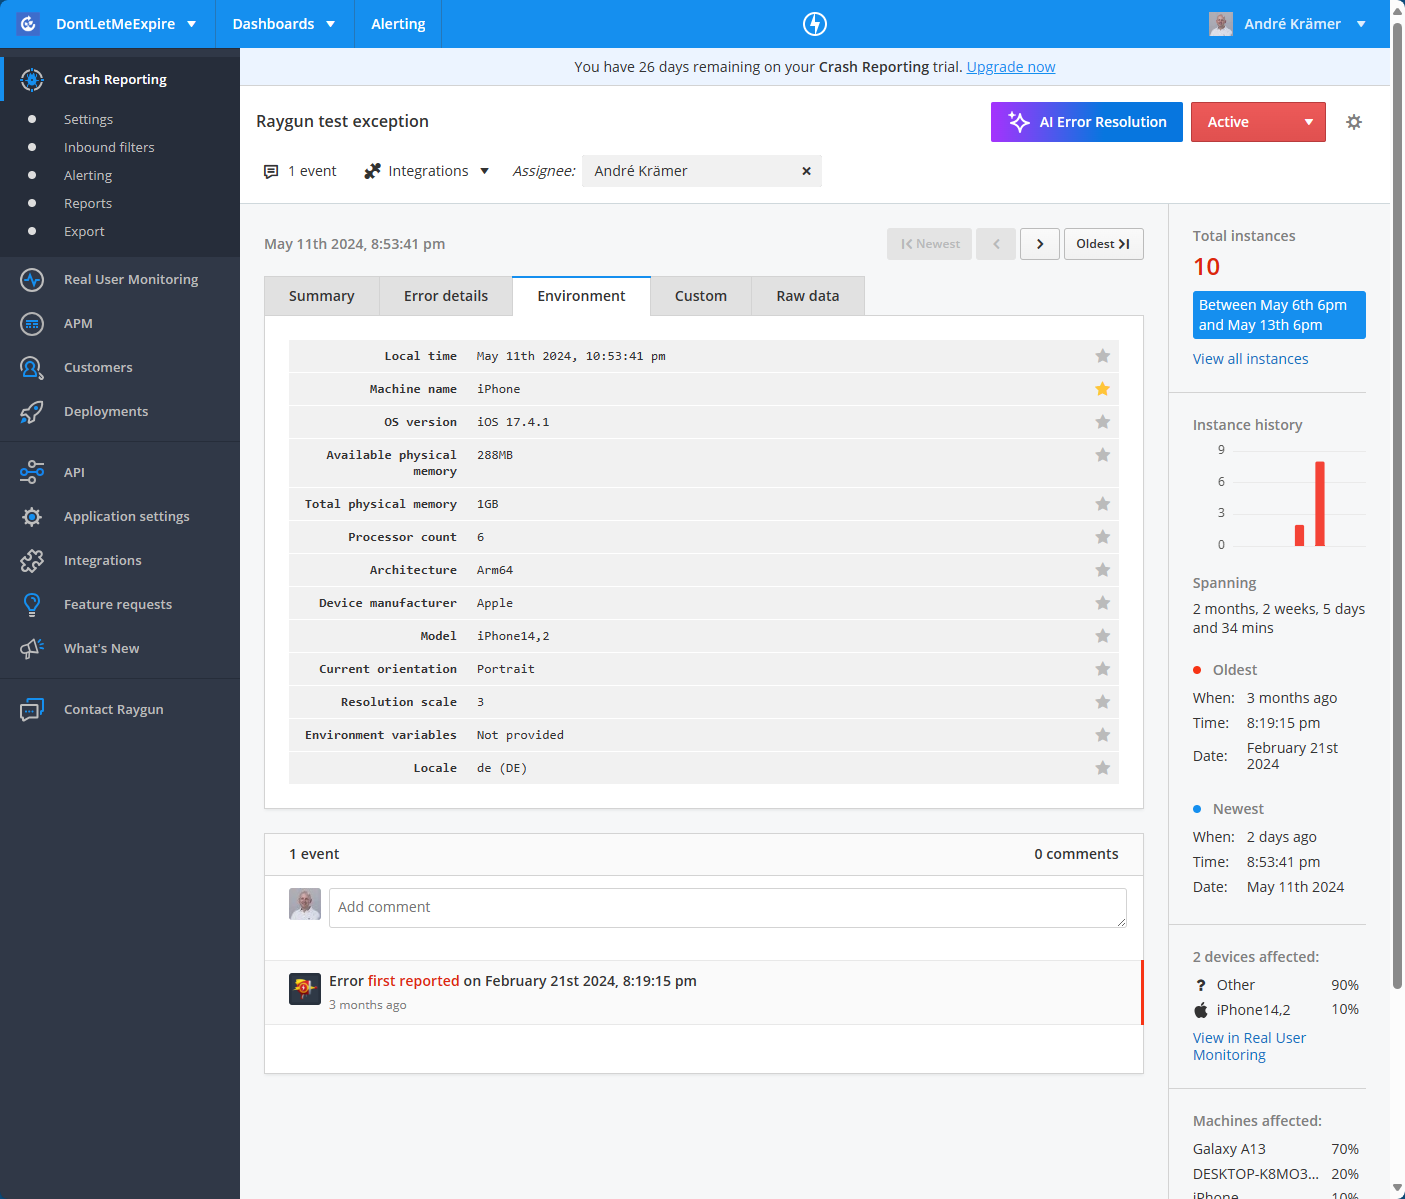 DontLetMeExpire
Dashboards
Alerting
André Krämer
You have 26 days remaining on your Crash Reporting trial. Upgrade now
Crash Reporting
Settings
Inbound filters
Alerting
Reports
Export
Real User Monitoring
APM
Customers
Deployments
API
Application settings
Integrations
Feature requests
What's New
Contact Raygun
Raygun test exception
AI Error Resolution
Active
1 event
Integrations
Assignee:
André Krämer
May 11th 2024, 8:53:41 pm
Newest
Oldest
Summary
Error details
Environment
Custom
Raw data
Local time May 11th 2024, 10:53:41 pm
Machine name iPhone
OS version iOS 17.4.1
Available physical 288MB
memory
Total physical memory 1GB
Processor count 6
Architecture Arm64
Device manufacturer Apple
Model iPhone14,2
Current orientation Portrait
Resolution scale 3
Environment variables Not provided
Locale de (DE)
1 event
0 comments
Add comment
Error first reported on February 21st 2024, 8:19:15 pm
3 months ago
Total instances
10
Between May 6th 6pm
and May 13th 6pm
View all instances
Instance history
9
6
3
0
Spanning
2 months, 2 weeks, 5 days
and 34 mins
Oldest
When: 3 months ago
Time: 8:19:15 pm
Date: February 21st
2024
Newest
When: 2 days ago
Time: 8:53:41 pm
Date: May 11th 2024
2 devices affected:
? Other 90%
iPhone14,2 10%
View in Real User
Monitoring
Machines affected:
Galaxy A13 70%
DESKTOP-K8MO3... 20%
iPhone 10%